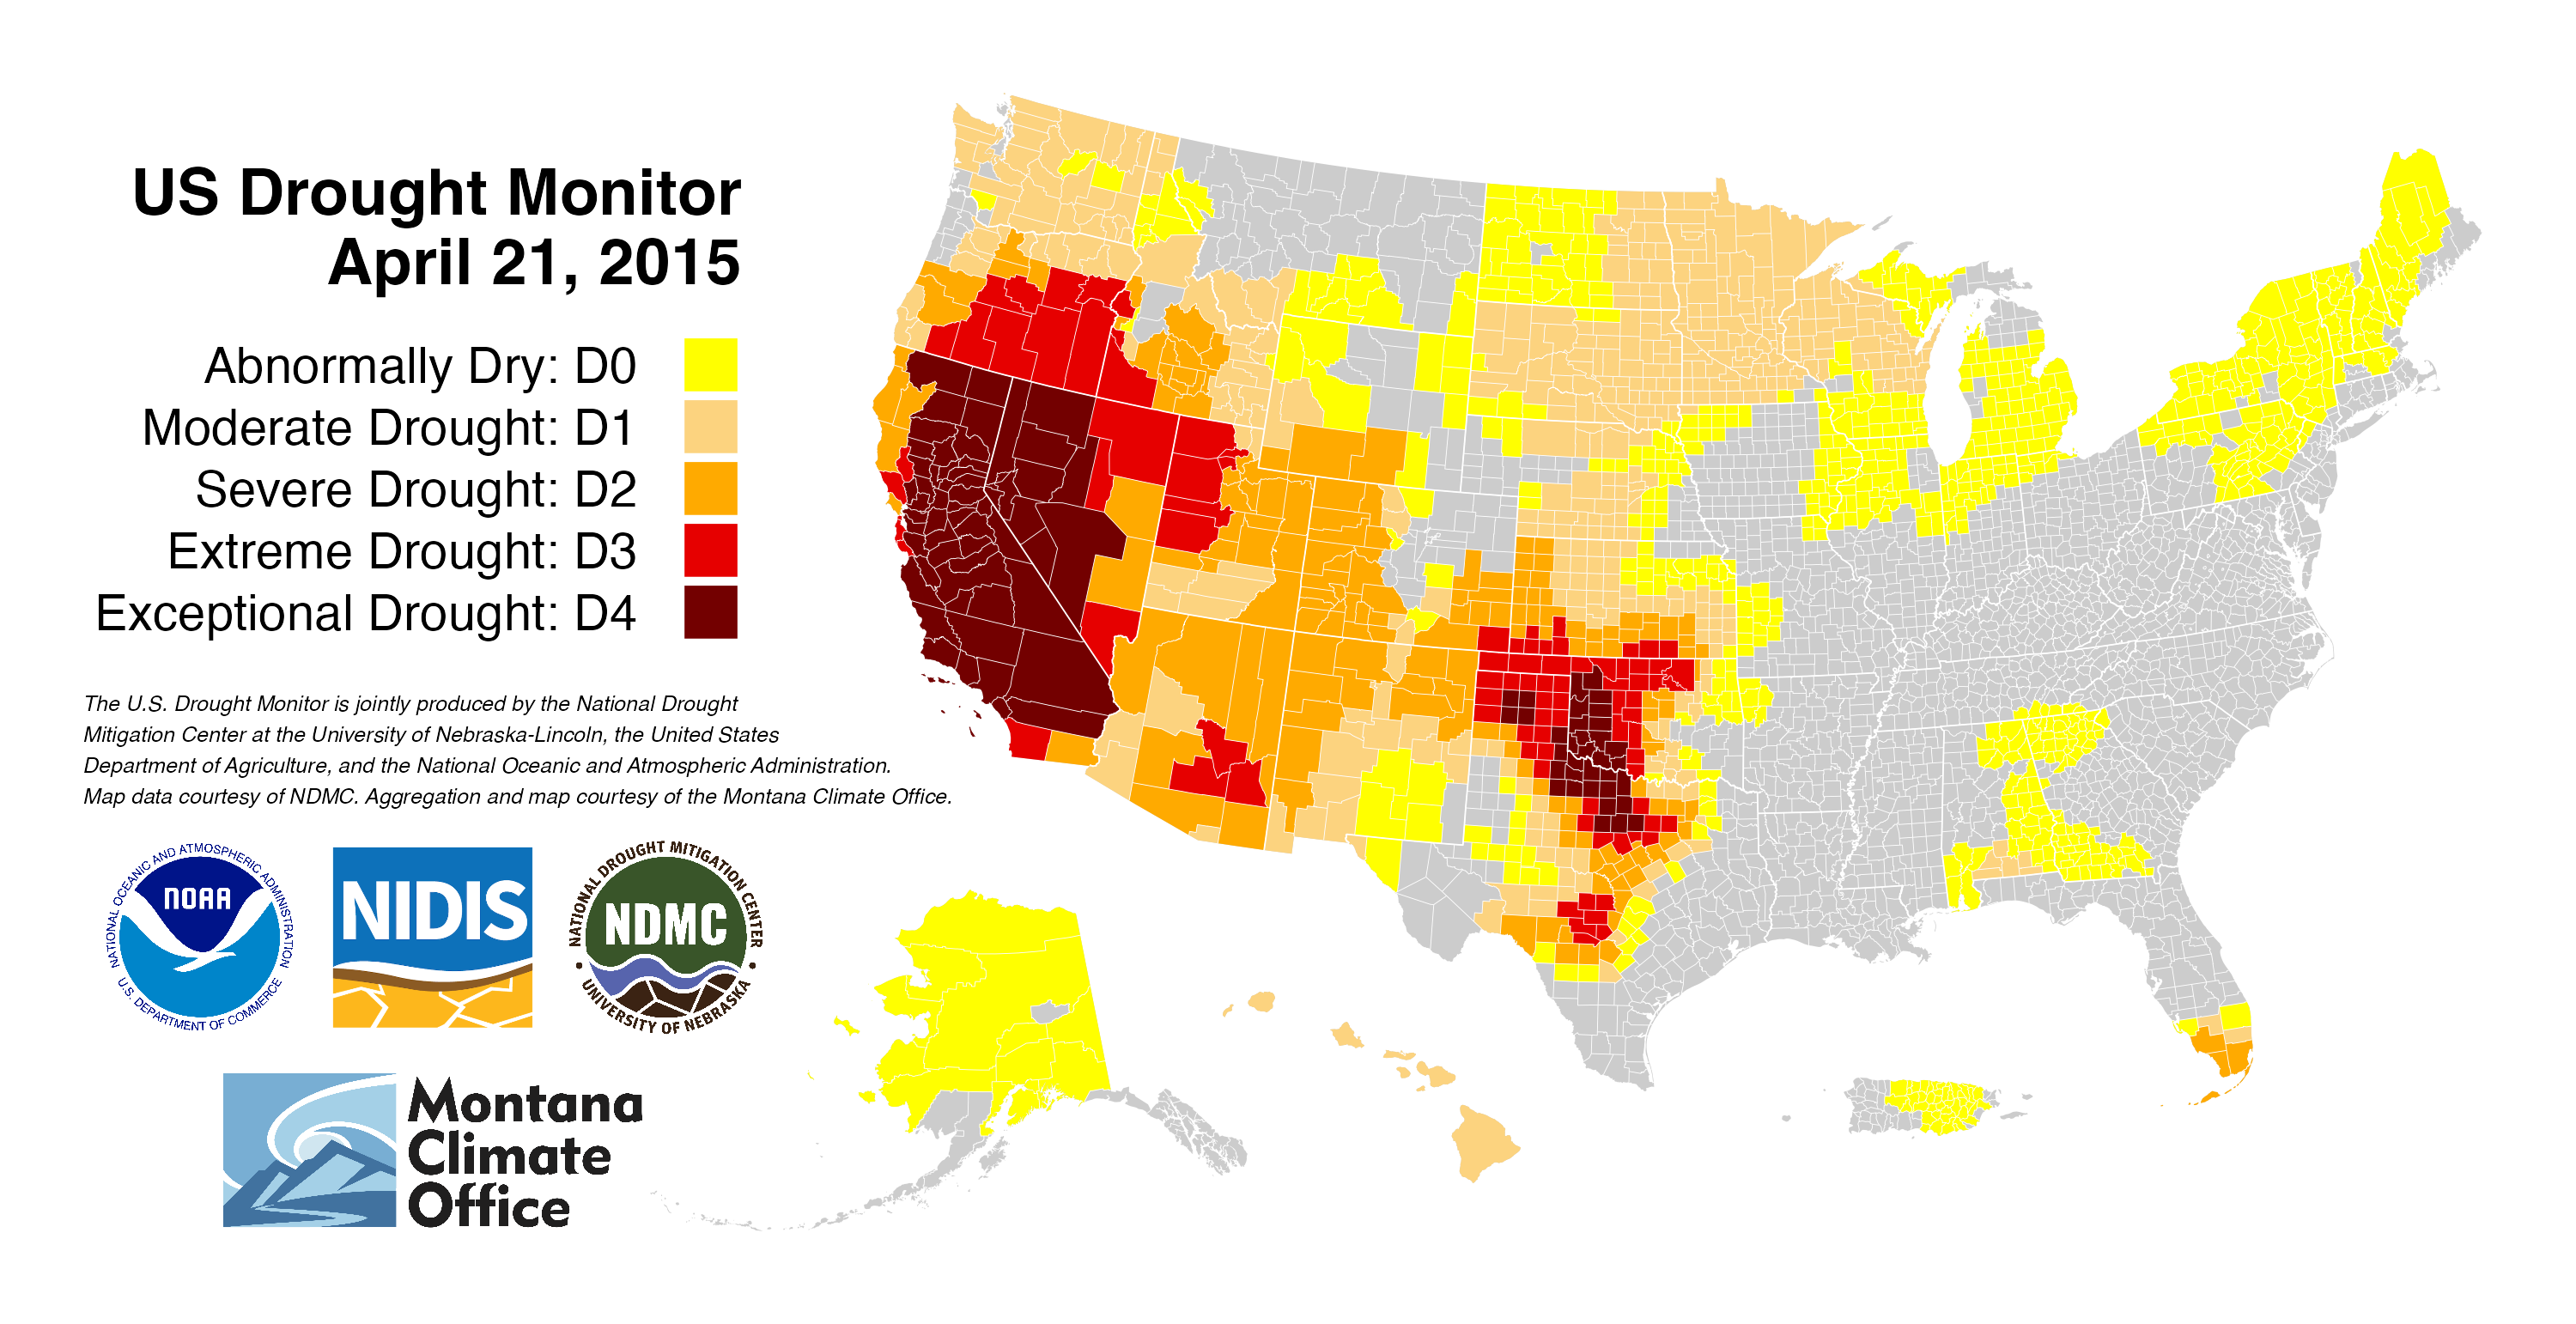 US Drought Monitor
April 21, 2015
Abnormally Dry: D0
Moderate Drought: D1
Severe Drought: D2
Extreme Drought: D3
Exceptional Drought: D4
The U.S. Drought Monitor is jointly produced by the National Drought
Mitigation Center at the University of Nebraska-Lincoln, the United States
Department of Agriculture, and the National Oceanic and Atmospheric Administration.
Map data courtesy of NDMC. Aggregation and map courtesy of the Montana Climate Office.
NATIONAL OCEANIC AND ATMOSPHERIC ADMINISTRATION
NOAA
U.S. DEPARTMENT OF COMMERCE
NIDIS
NATIONAL DROUGHT MITIGATION CENTER
NDMC
UNIVERSITY OF NEBRASKA
Montana
Climate
Office